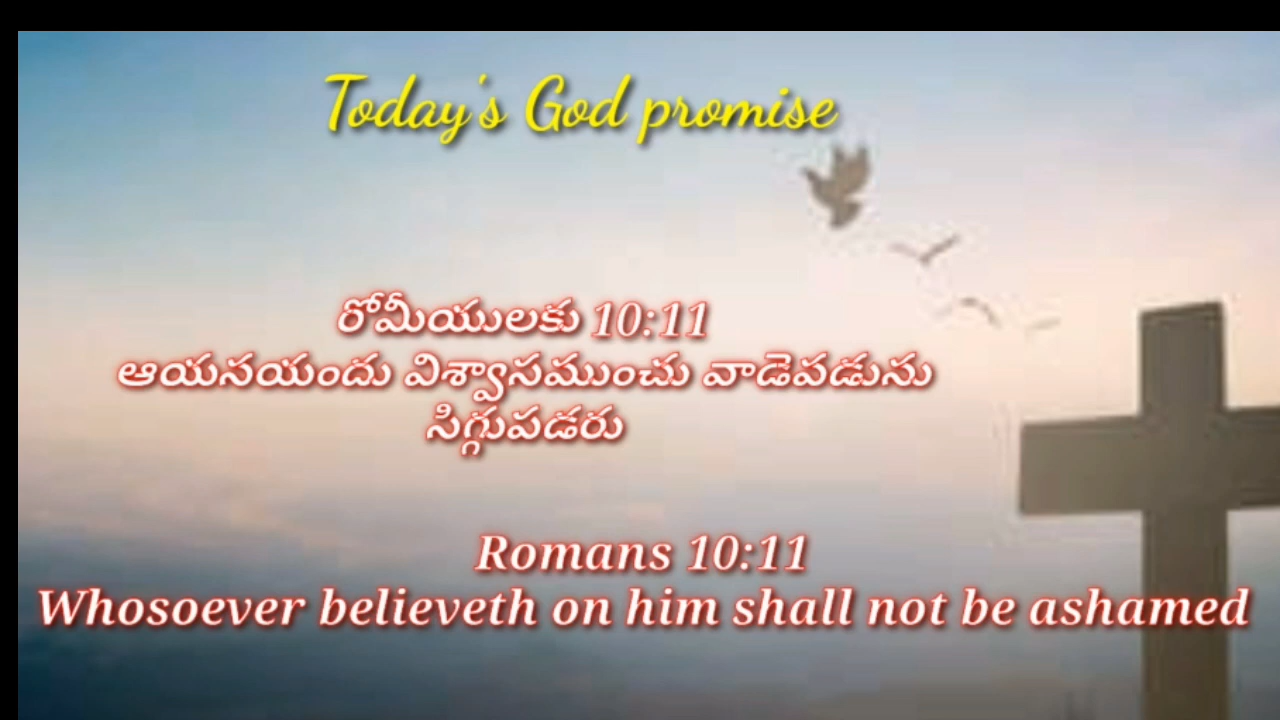 Today's God promise
రోమీయులకు 10:11
ఆయనయందు విశ్వాసముంచు వాడెవడును
సిగ్గుపడరు
Romans 10:11
Whosoever believeth on him shall not be ashamed